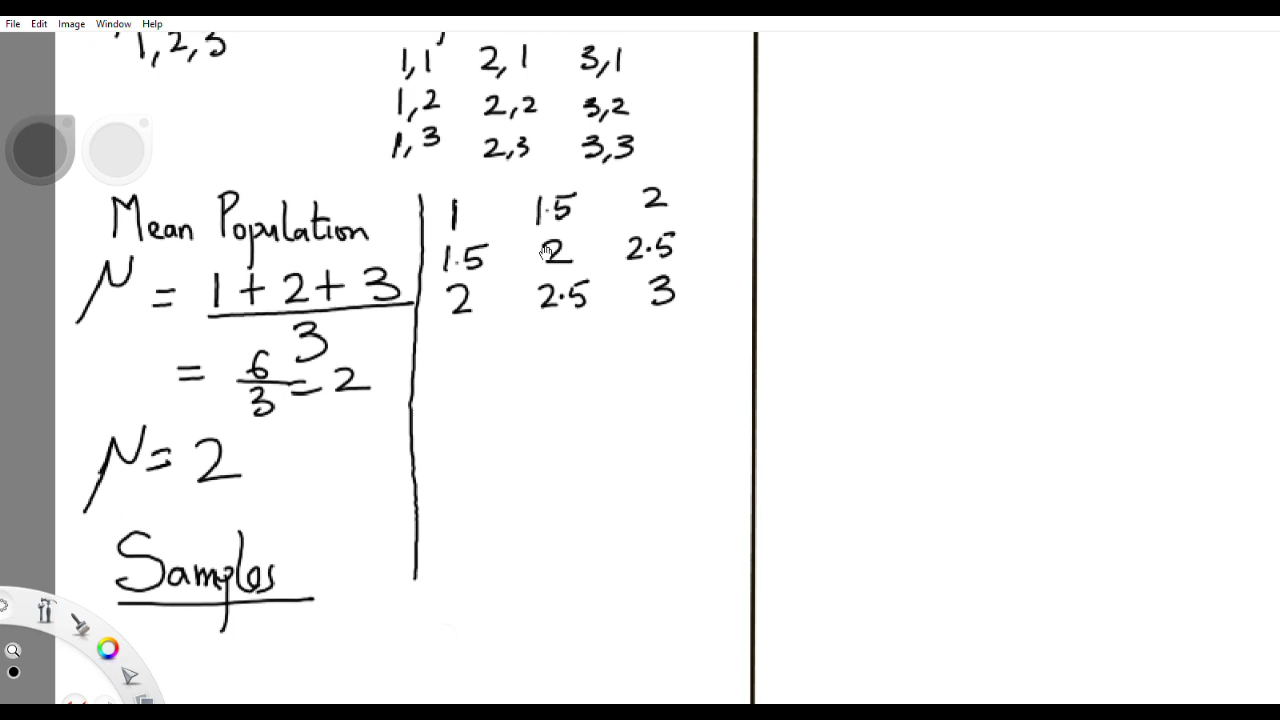 File Edit Image Window Help
1, 2, 3
1,1 2,1 3,1
1,2 2,2 3,2
1,3 2,3 3,3
Mean Population
μ = 1 + 2 + 3
3
= 6
3 = 2
μ = 2
Samples
1 1.5 2
1.5 2 2.5
2 2.5 3